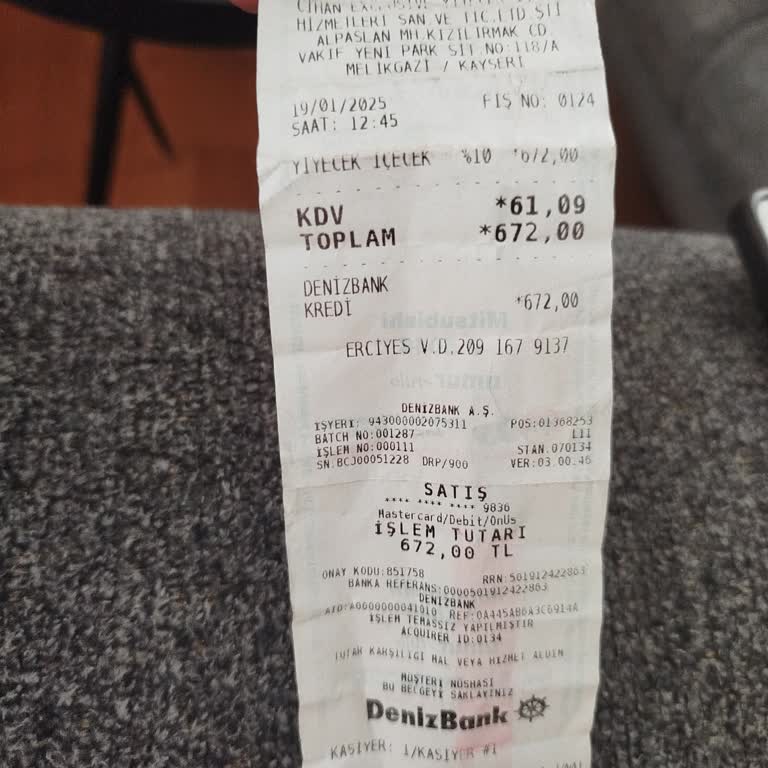 CİHAN
HİZMETLERİ SAN.VE TİC.LTD.ŞTİ
ALPASLAN MH.KIZILIRMAK CD.
VAKIF YENİ PARK SİT NO:118/A
MELİKGAZİ / KAYSERİ
19/01/2025 FİŞ NO: 0124
SAAT: 12:45
YİYECEK İÇECEK %10 *672,00
KDV *61,09
TOPLAM *672,00
DENİZBANK
KREDİ *672,00
ERCİYES V.D.209 167 9137
DENİZBANK A.Ş.
İŞYERİ: 943000002075311 POS:01368253
BATCH NO:001287 L11
İŞLEM NO:000111 STAN.070134
SN.BCJ00051228 DRP/900 VER:03.00.46
SATIŞ
**** **** **** 9836
Mastercard/Debit/OnUs
İŞLEM TUTARI
672,00 TL
ONAY KODU:851758 RRN:501912422863
BANKA REFERANS:0000501912422863
DENİZBANK
AID:A0000000041010 REF:0A445AB6A3C6914A
İŞLEM TEMASSIZ YAPILMIŞTIR
ACQUIRER ID:0134
TUTAR KARŞILIĞI MAL VEYA HİZMET ALDIM
MÜŞTERİ NÜSHASI
BU BELGEYİ SAKLAYINIZ
DenizBank
KASİYER: 1/KASİYER #1